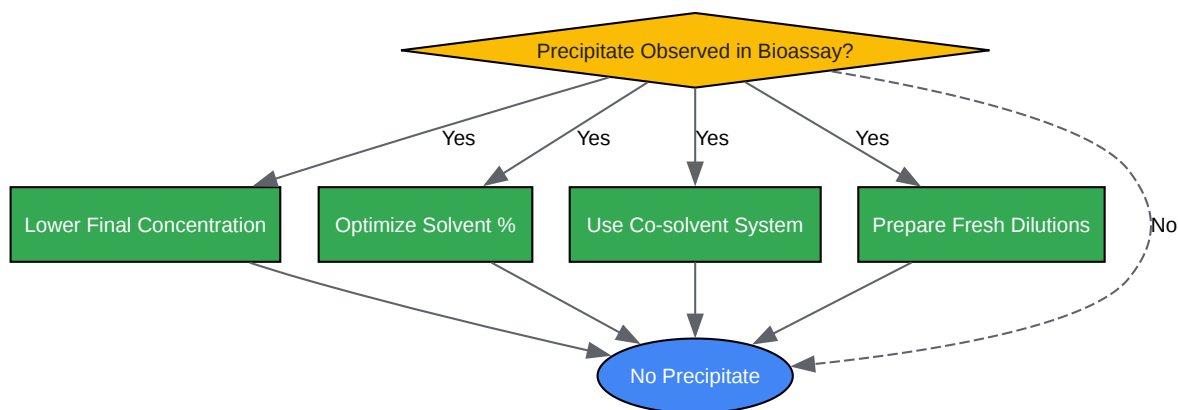 Precipitate Observed in Bioassay?
Yes
Yes
Yes
Yes
Lower Final Concentration
Optimize Solvent %
Use Co-solvent System
Prepare Fresh Dilutions
No
No Precipitate